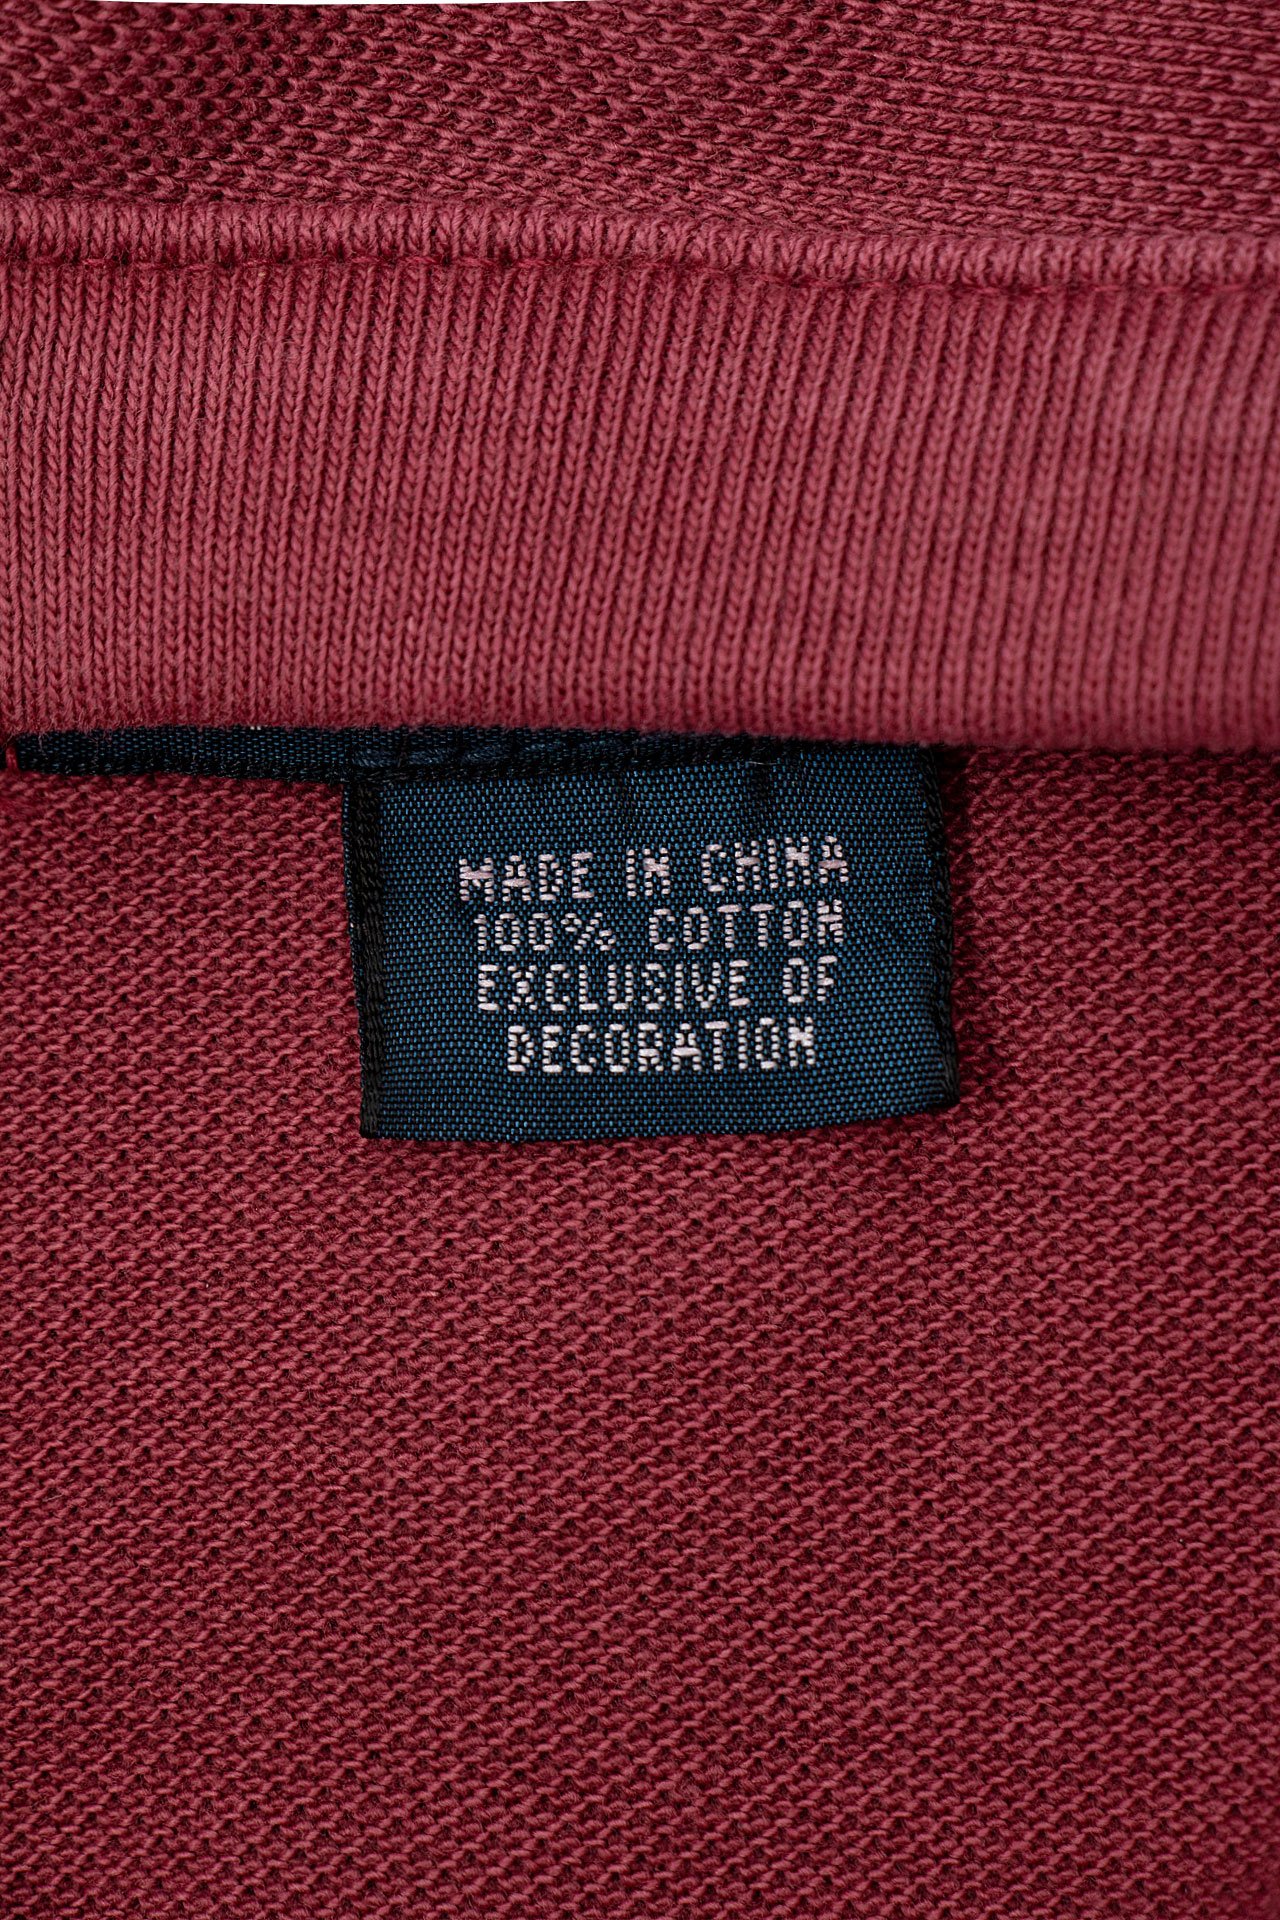 MADE IN CHINA
100% COTTON
EXCLUSIVE OF
DECORATION